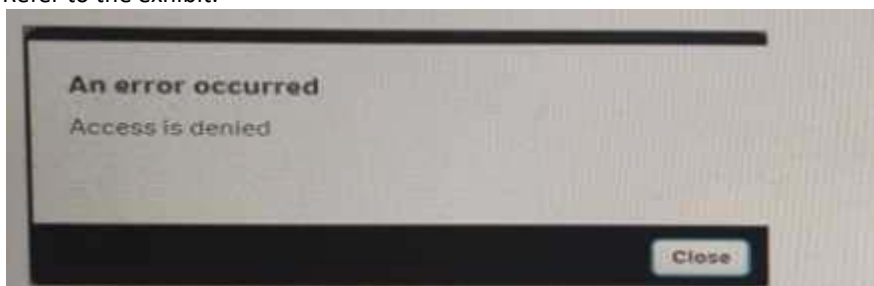 Refer to the exhibit.
An error occurred
Access is denied
Close